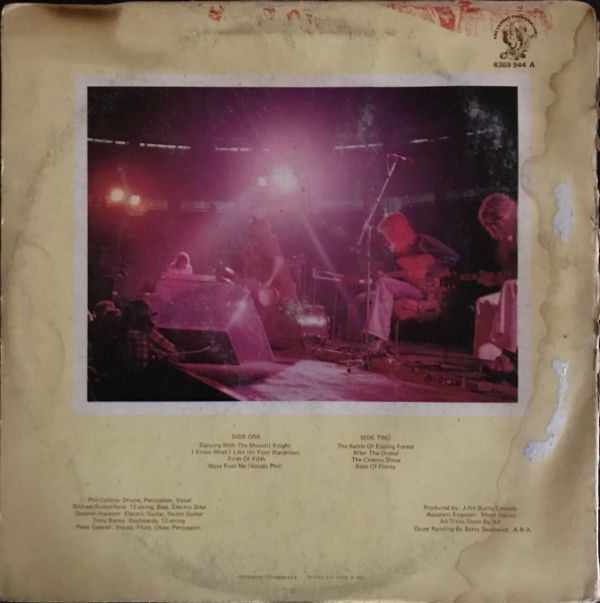 6369 944 A
SIDE ONE
Dancing With The Moonlit Knight
I Know What I Like (In Your Wardrobe)
Firth Of Fifth
More Fool Me (Vocals Phil)
SIDE TWO
The Battle Of Epping Forest
After The Ordeal
The Cinema Show
Aisle Of Plenty
Phil Collins: Drums, Percussion, Vocal
Michael Rutherford: 12-string, Bass, Electric Sitar
Stephen Hackett: Electric Guitar, Nylon Guitar
Tony Banks: Keyboards, 12-string
Peter Gabriel: Vocals, Flute, Oboe, Percussion
Produced by: John Burns/Genesis
Assistant Engineer: Rhett Davies
All Titles Done By All
Cover Painting By Betty Swanwick, A.R.A.